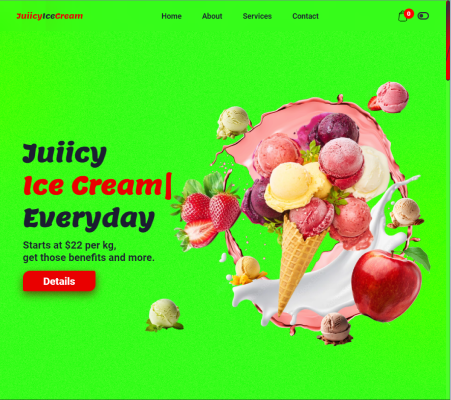 JuiicyIceCream
Home About Services Contact
0
Juiicy
Ice Cream|
Everyday
Starts at $22 per kg,
get those benefits and more.
Details